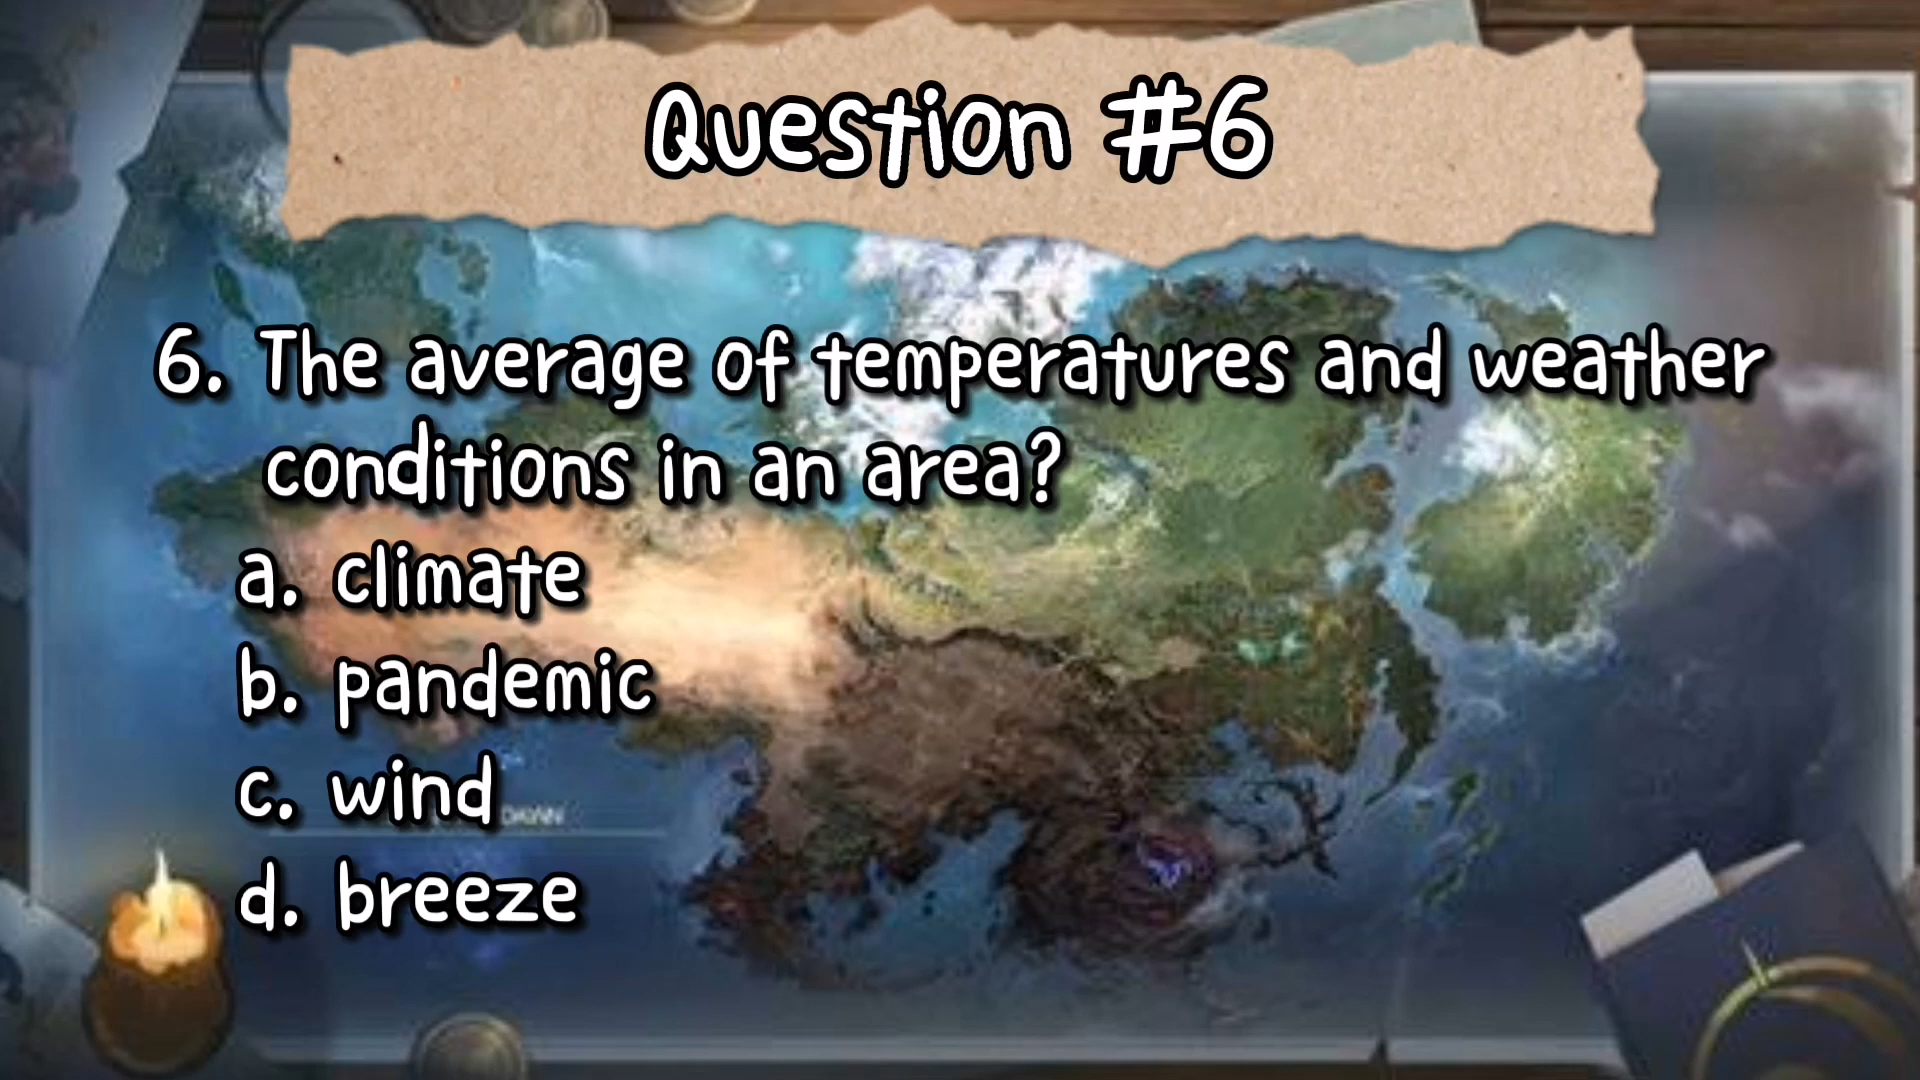 Question #6
6. The average of temperatures and weather
conditions in an area?
a. climate
b. pandemic
c. wind
d. breeze